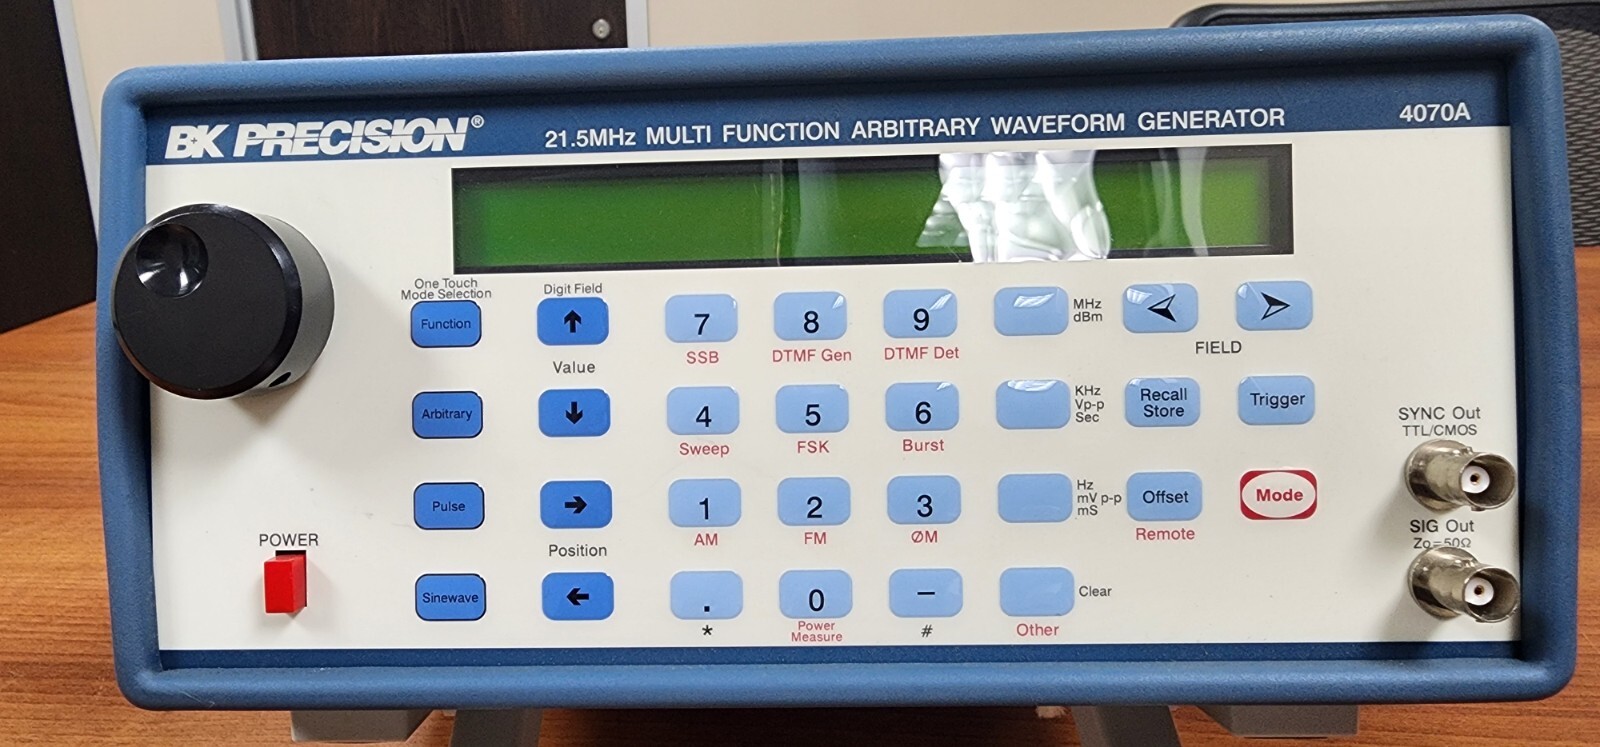 BK PRECISION®
21.5MHz MULTI FUNCTION ARBITRARY WAVEFORM GENERATOR
4070A
One Touch
Mode Selection
Function
Arbitrary
Pulse
Sinewave
POWER
Digit Field
↑
Value
↓
→
Position
←
7
SSB
8
DTMF Gen
9
DTMF Det
MHz
dBm
4
Sweep
5
FSK
6
Burst
KHz
Vp-p
Sec
1
AM
2
FM
3
ØM
Hz
mV p-p
mS
.
*
0
Power
Measure
–
#
Clear
Other
FIELD
Recall
Store
Trigger
Offset
Remote
Mode
SYNC Out
TTL/CMOS
SIG Out
Zo=50Ω